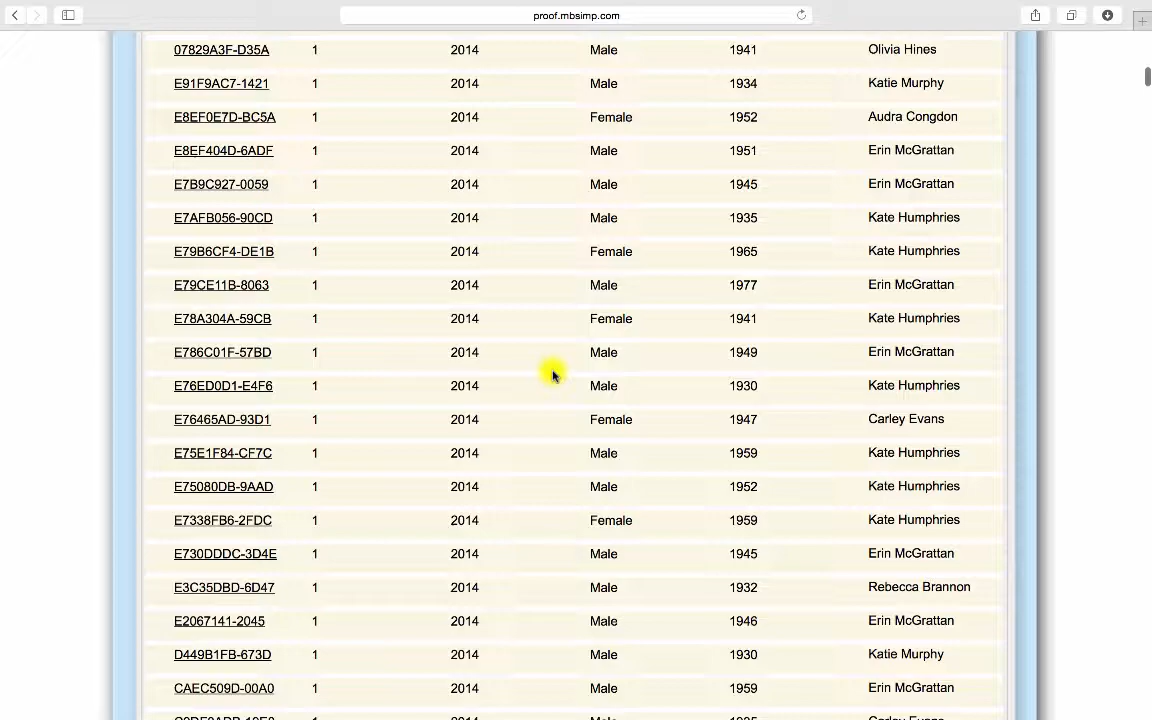 proof.mbsimp.com
07829A3F-D35A 1 2014 Male 1941 Olivia Hines
E91F9AC7-1421 1 2014 Male 1934 Katie Murphy
E8EF0E7D-BC5A 1 2014 Female 1952 Audra Congdon
E8EF404D-6ADF 1 2014 Male 1951 Erin McGrattan
E7B9C927-0059 1 2014 Male 1945 Erin McGrattan
E7AFB056-90CD 1 2014 Male 1935 Kate Humphries
E79B6CF4-DE1B 1 2014 Female 1965 Kate Humphries
E79CE11B-8063 1 2014 Male 1977 Erin McGrattan
E78A304A-59CB 1 2014 Female 1941 Kate Humphries
E786C01F-57BD 1 2014 Male 1949 Erin McGrattan
E76ED0D1-E4F6 1 2014 Male 1930 Kate Humphries
E76465AD-93D1 1 2014 Female 1947 Carley Evans
E75E1F84-CF7C 1 2014 Male 1959 Kate Humphries
E75080DB-9AAD 1 2014 Male 1952 Kate Humphries
E7338FB6-2FDC 1 2014 Female 1959 Kate Humphries
E730DDDC-3D4E 1 2014 Male 1945 Erin McGrattan
E3C35DBD-6D47 1 2014 Male 1932 Rebecca Brannon
E2067141-2045 1 2014 Male 1946 Erin McGrattan
D449B1FB-673D 1 2014 Male 1930 Katie Murphy
CAEC509D-00A0 1 2014 Male 1959 Erin McGrattan